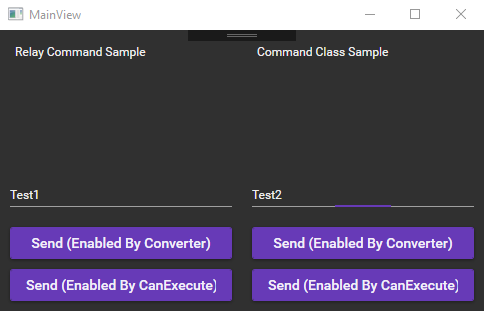 MainView
Relay Command Sample
Command Class Sample
Test1
Test2
Send (Enabled By Converter)
Send (Enabled By Converter)
Send (Enabled By CanExecute)
Send (Enabled By CanExecute)